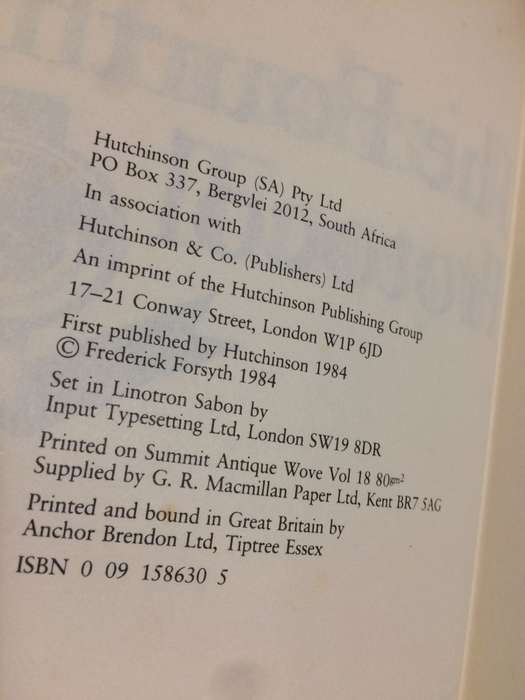 Hutchinson Group (SA) Pty Ltd
PO Box 337, Bergvlei 2012, South Africa
In association with
Hutchinson & Co. (Publishers) Ltd
An imprint of the Hutchinson Publishing Group
17–21 Conway Street, London W1P 6JD
First published by Hutchinson 1984
© Frederick Forsyth 1984
Set in Linotron Sabon by
Input Typesetting Ltd, London SW19 8DR
Printed on Summit Antique Wove Vol 18 80gm²
Supplied by G. R. Macmillan Paper Ltd, Kent BR7 5AG
Printed and bound in Great Britain by
Anchor Brendon Ltd, Tiptree Essex
ISBN 0 09 158630 5